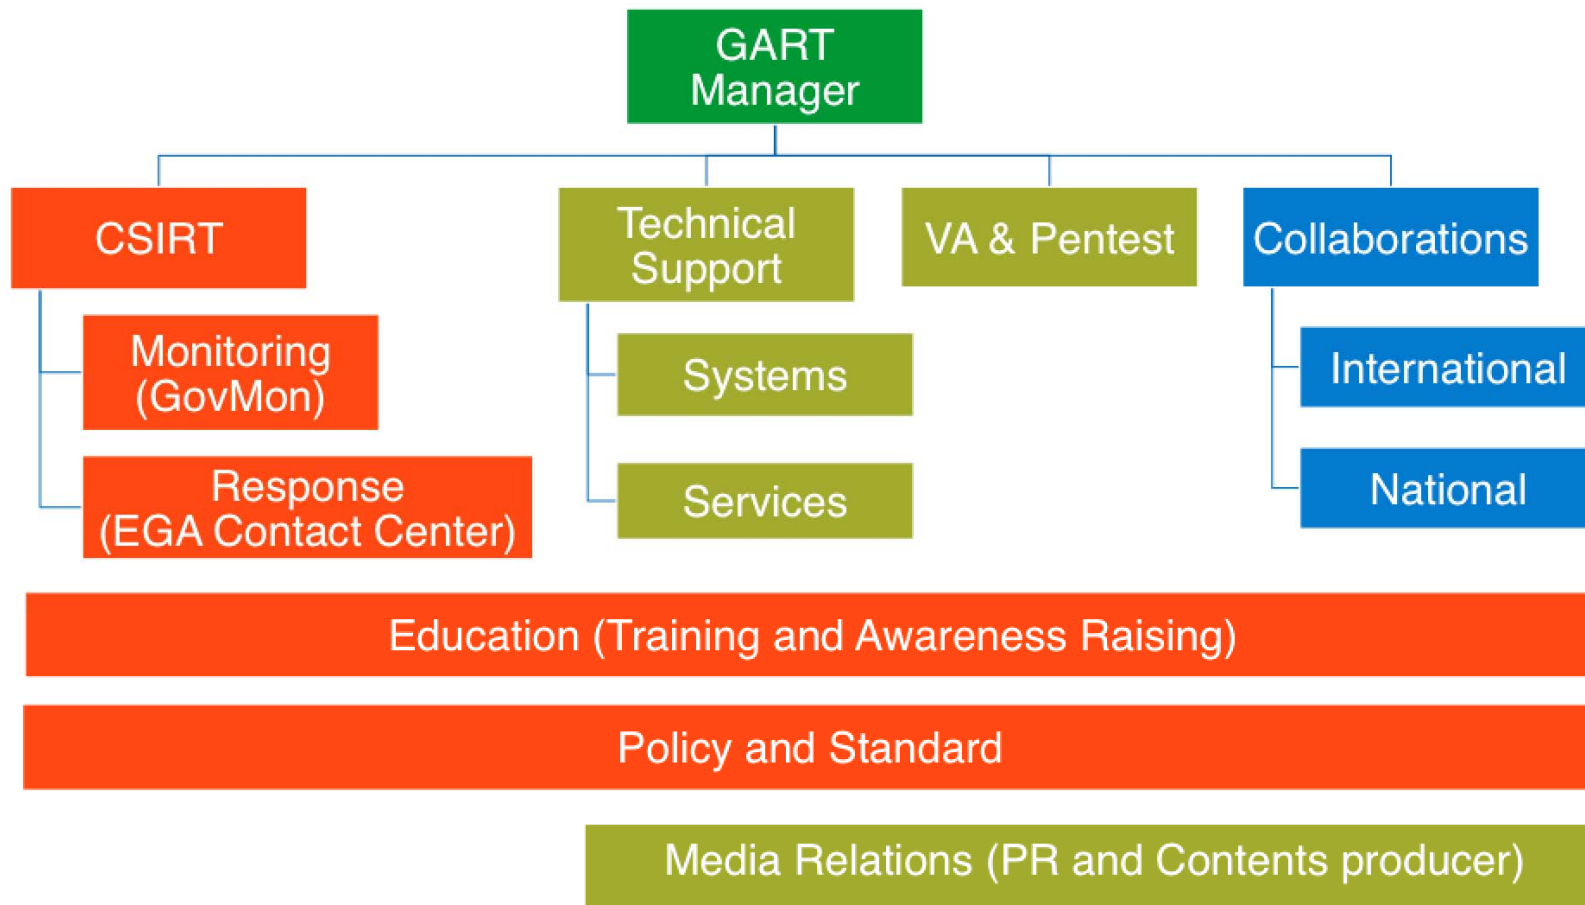 GART
Manager
CSIRT
Technical
Support
VA & Pentest
Collaborations
Monitoring
(GovMon)
Systems
International
Response
(EGA Contact Center)
Services
National
Education (Training and Awareness Raising)
Policy and Standard
Media Relations (PR and Contents producer)